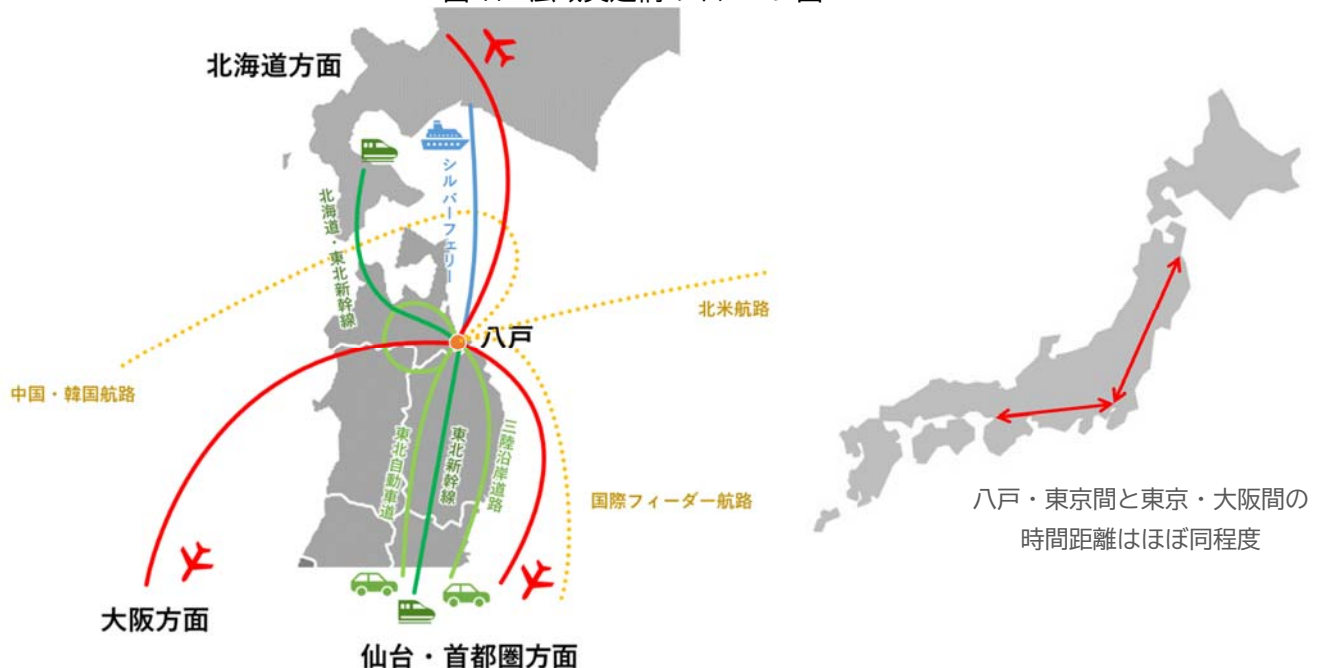 北海道方面
シルバーフェリー
北海道・東北新幹線
八戸
北米航路
中国・韓国航路
東北自動車道
東北新幹線
三陸沿岸道路
国際フィーダー航路
大阪方面
仙台・首都圏方面
八戸・東京間と東京・大阪間の
時間距離はほぼ同程度